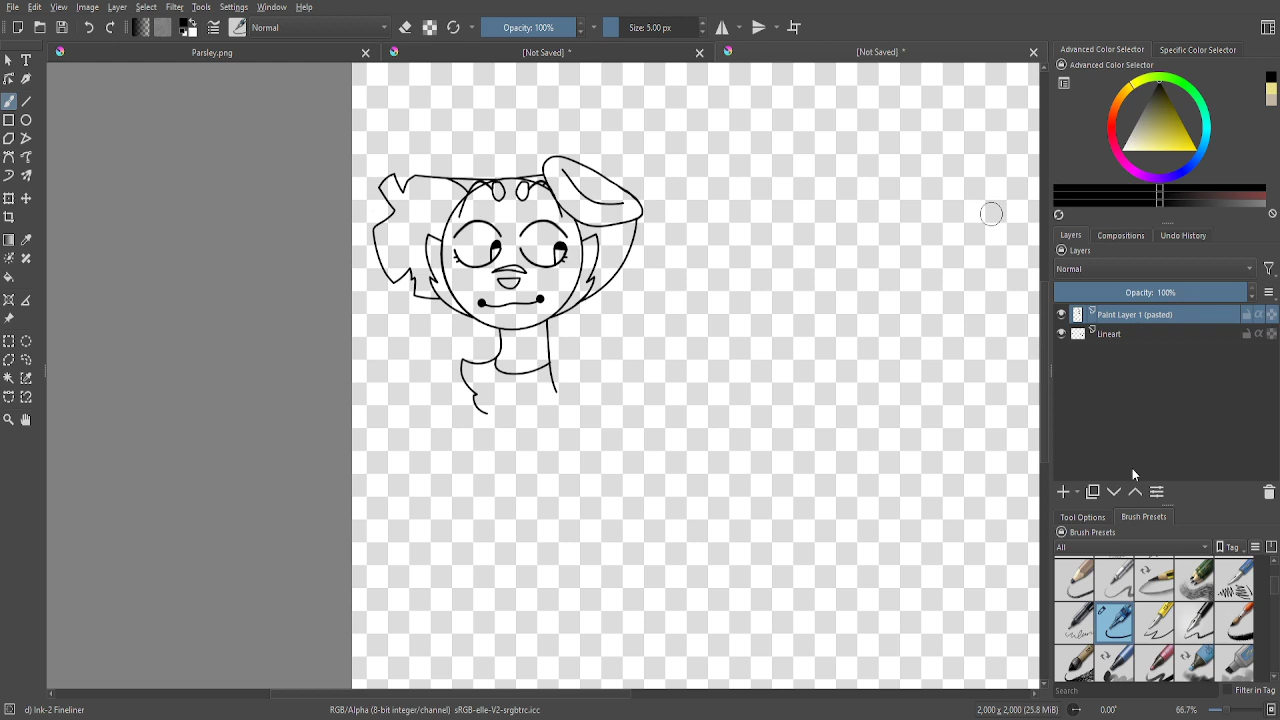 File Edit View Image Layer Select Filter Tools Settings Window Help
Normal Opacity: 100% Size: 5.00 px
Parsley.png [Not Saved] * [Not Saved] *
Advanced Color Selector Specific Color Selector
Advanced Color Selector
Layers Compositions Undo History
Layers
Normal
Opacity: 100%
Paint Layer 1 (pasted)
Lineart
Tool Options Brush Presets
Brush Presets
All Tag
Search Filter in Tag
d) Ink-2 Fineliner RGB/Alpha (8-bit integer/channel) sRGB-elle-V2-srgbtrc.icc 2,000 x 2,000 (25.8 MiB) 0.00° 66.7%